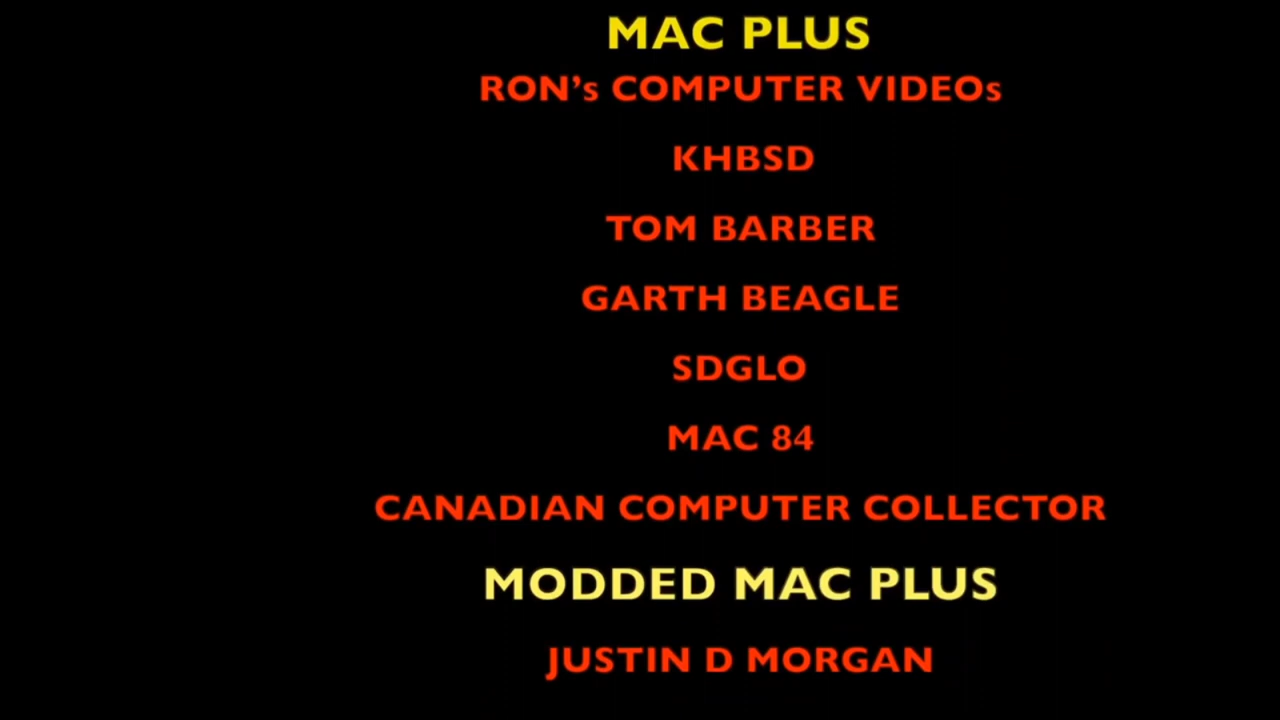 MAC PLUS
RON’s COMPUTER VIDEOs
KHBSD
TOM BARBER
GARTH BEAGLE
SDGLO
MAC 84
CANADIAN COMPUTER COLLECTOR
MODDED MAC PLUS
JUSTIN D MORGAN